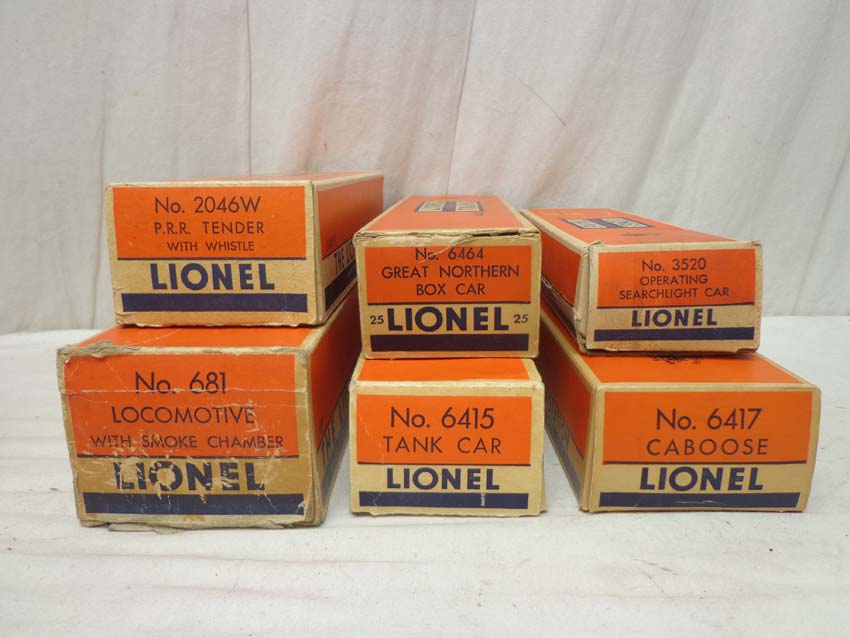 No. 2046W
P.R.R. TENDER
WITH WHISTLE
LIONEL
No. 6464
GREAT NORTHERN
BOX CAR
25 LIONEL 25
No. 3520
OPERATING
SEARCHLIGHT CAR
LIONEL
No. 681
LOCOMOTIVE
WITH SMOKE CHAMBER
LIONEL
No. 6415
TANK CAR
LIONEL
No. 6417
CABOOSE
LIONEL